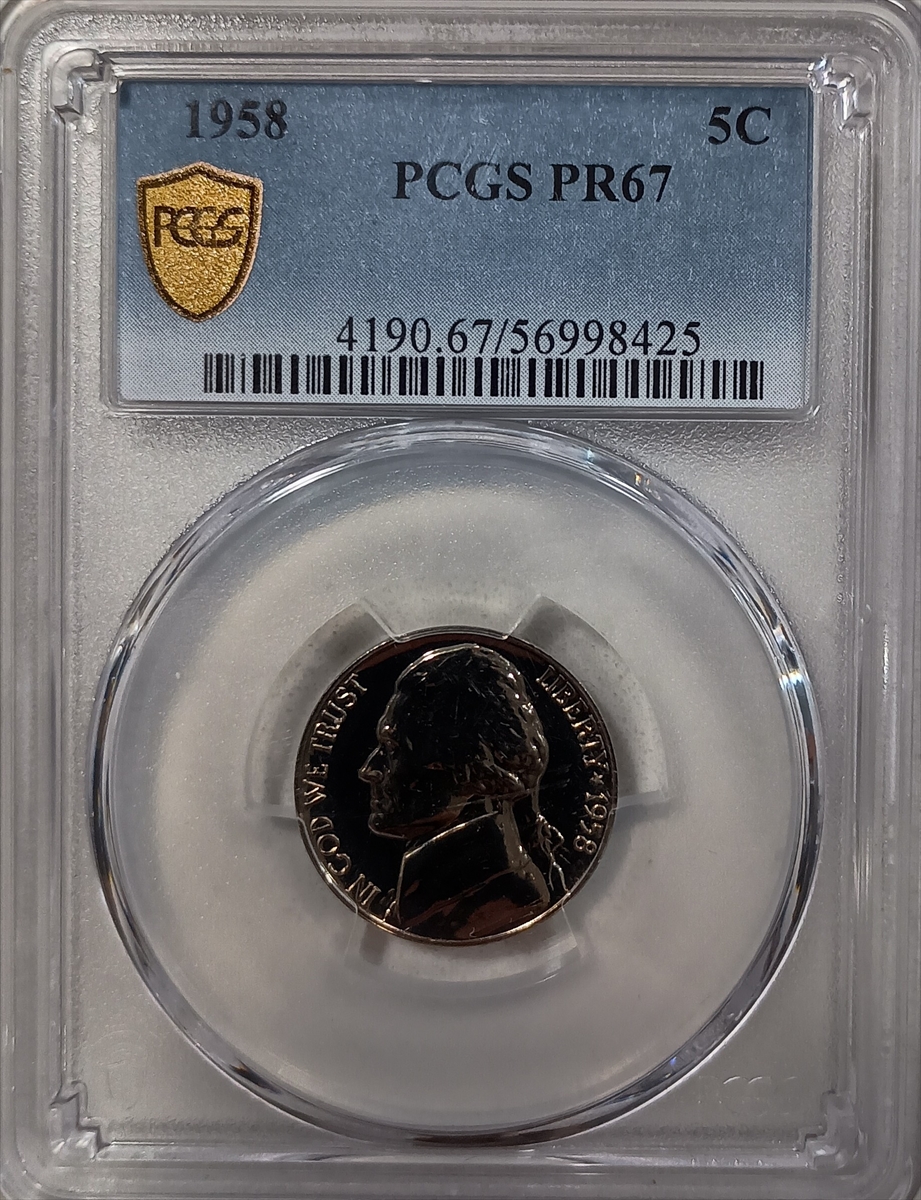 1958 5C
PCGS PR67
PCGS
4190.67/56998425
IN GOD WE TRUST
LIBERTY ★ 1958